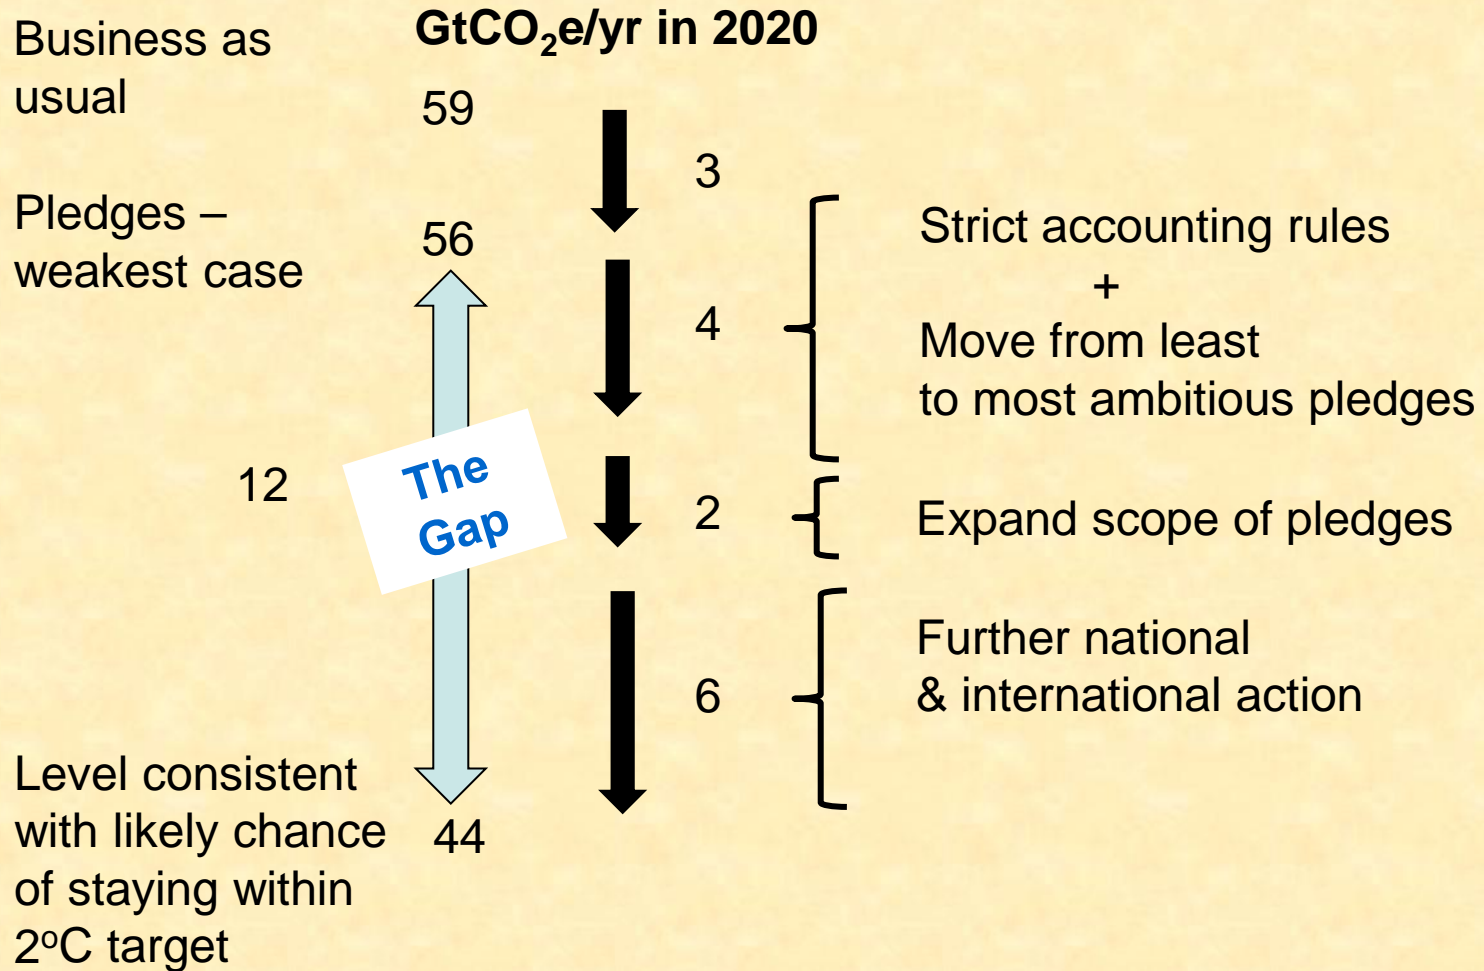 GtCO₂e/yr in 2020
Business as
usual
59
3
Pledges –
weakest case
56
Strict accounting rules
+
Move from least
to most ambitious pledges
4
12
The
Gap
2
Expand scope of pledges
Further national
& international action
6
Level consistent
with likely chance
of staying within
2ºC target
44